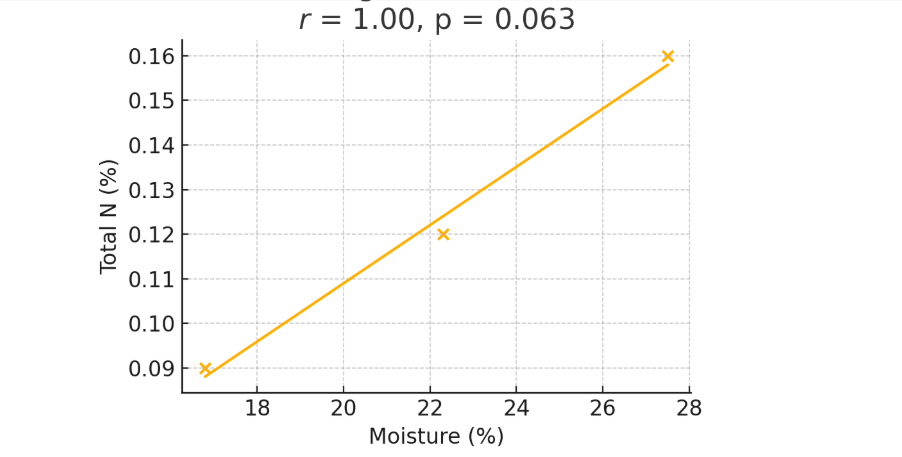 r = 1.00, p = 0.063
0.16
0.15
0.14
0.13
0.12
0.11
0.10
0.09
Total N (%)
18 20 22 24 26 28
Moisture (%)